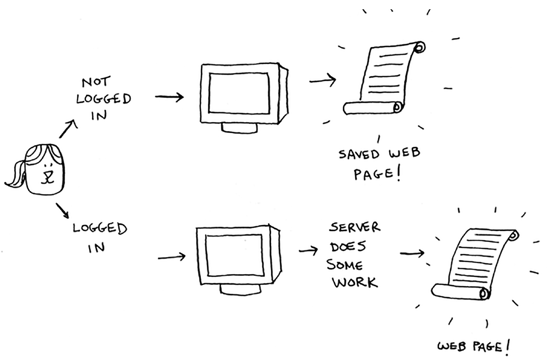 NOT
LOGGED
IN
SAVED WEB
PAGE!
LOGGED
IN
SERVER
DOES
SOME
WORK
WEB PAGE!